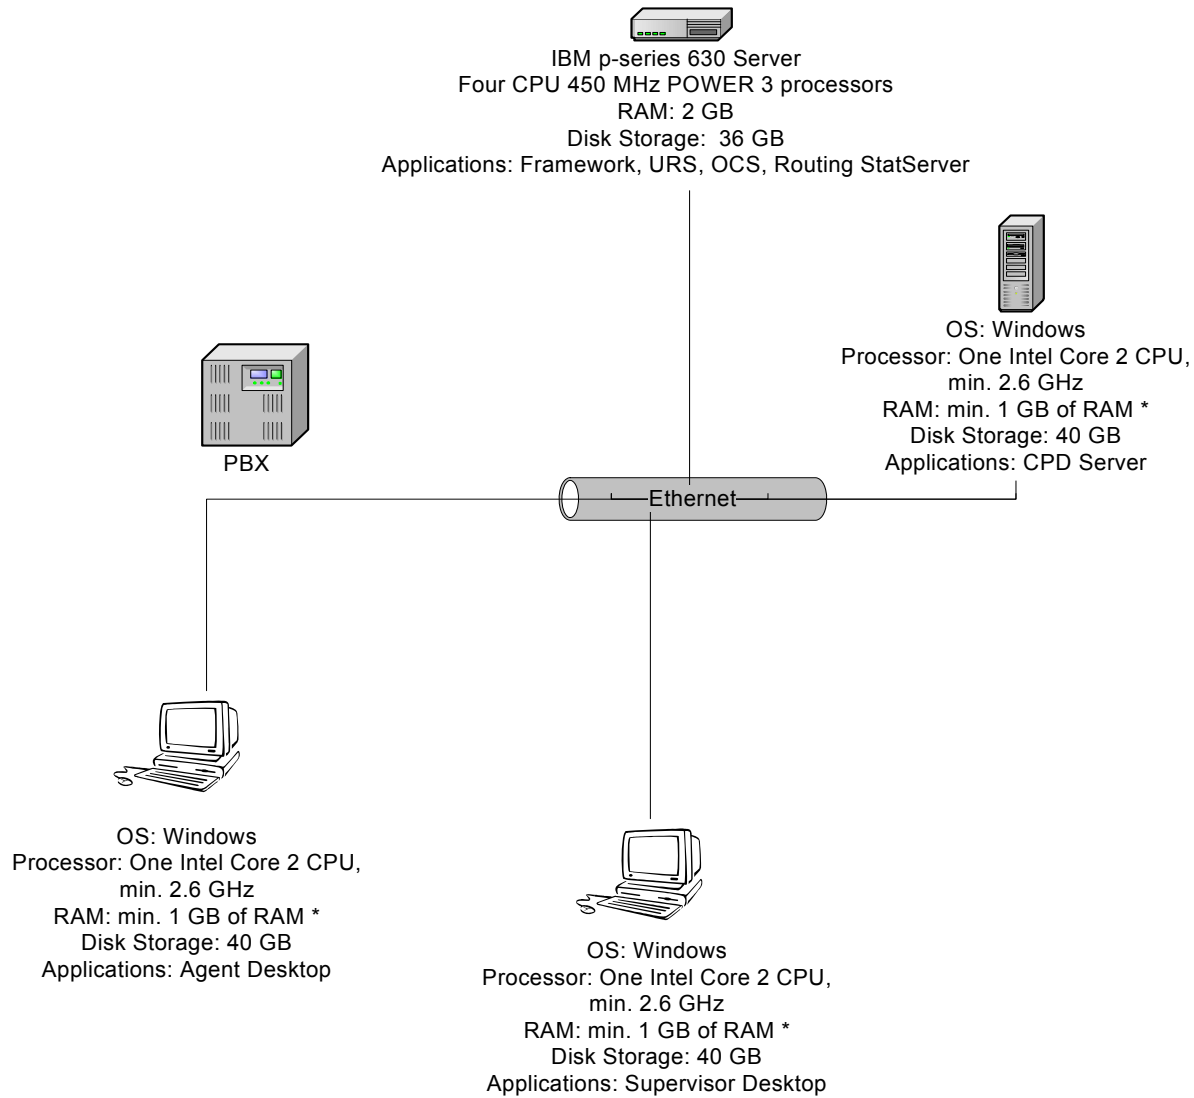 IBM p-series 630 Server
Four CPU 450 MHz POWER 3 processors
RAM: 2 GB
Disk Storage:  36 GB
Applications: Framework, URS, OCS, Routing StatServer
OS: Windows
Processor: One Intel Core 2 CPU,
min. 2.6 GHz
RAM: min. 1 GB of RAM *
Disk Storage: 40 GB
Applications: CPD Server
PBX
Ethernet
OS: Windows
Processor: One Intel Core 2 CPU,
min. 2.6 GHz
RAM: min. 1 GB of RAM *
Disk Storage: 40 GB
Applications: Agent Desktop
OS: Windows
Processor: One Intel Core 2 CPU,
min. 2.6 GHz
RAM: min. 1 GB of RAM *
Disk Storage: 40 GB
Applications: Supervisor Desktop